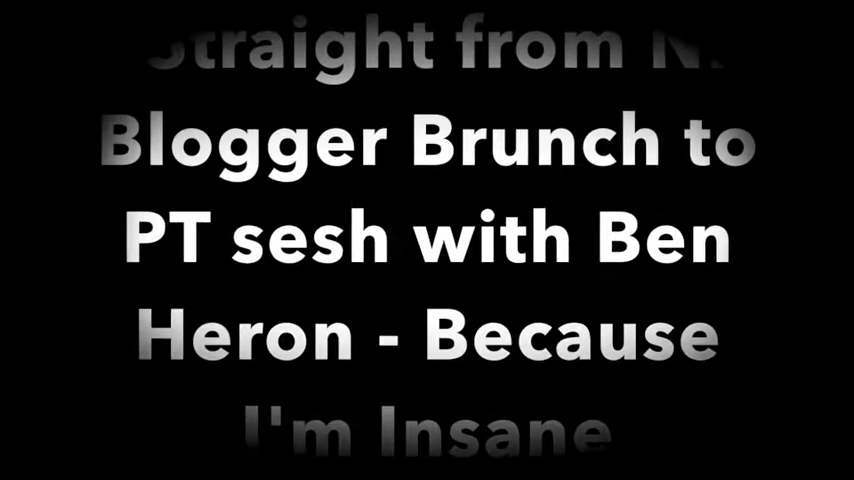 Straight from
Blogger Brunch to
PT sesh with Ben
Heron - Because
I'm Insane